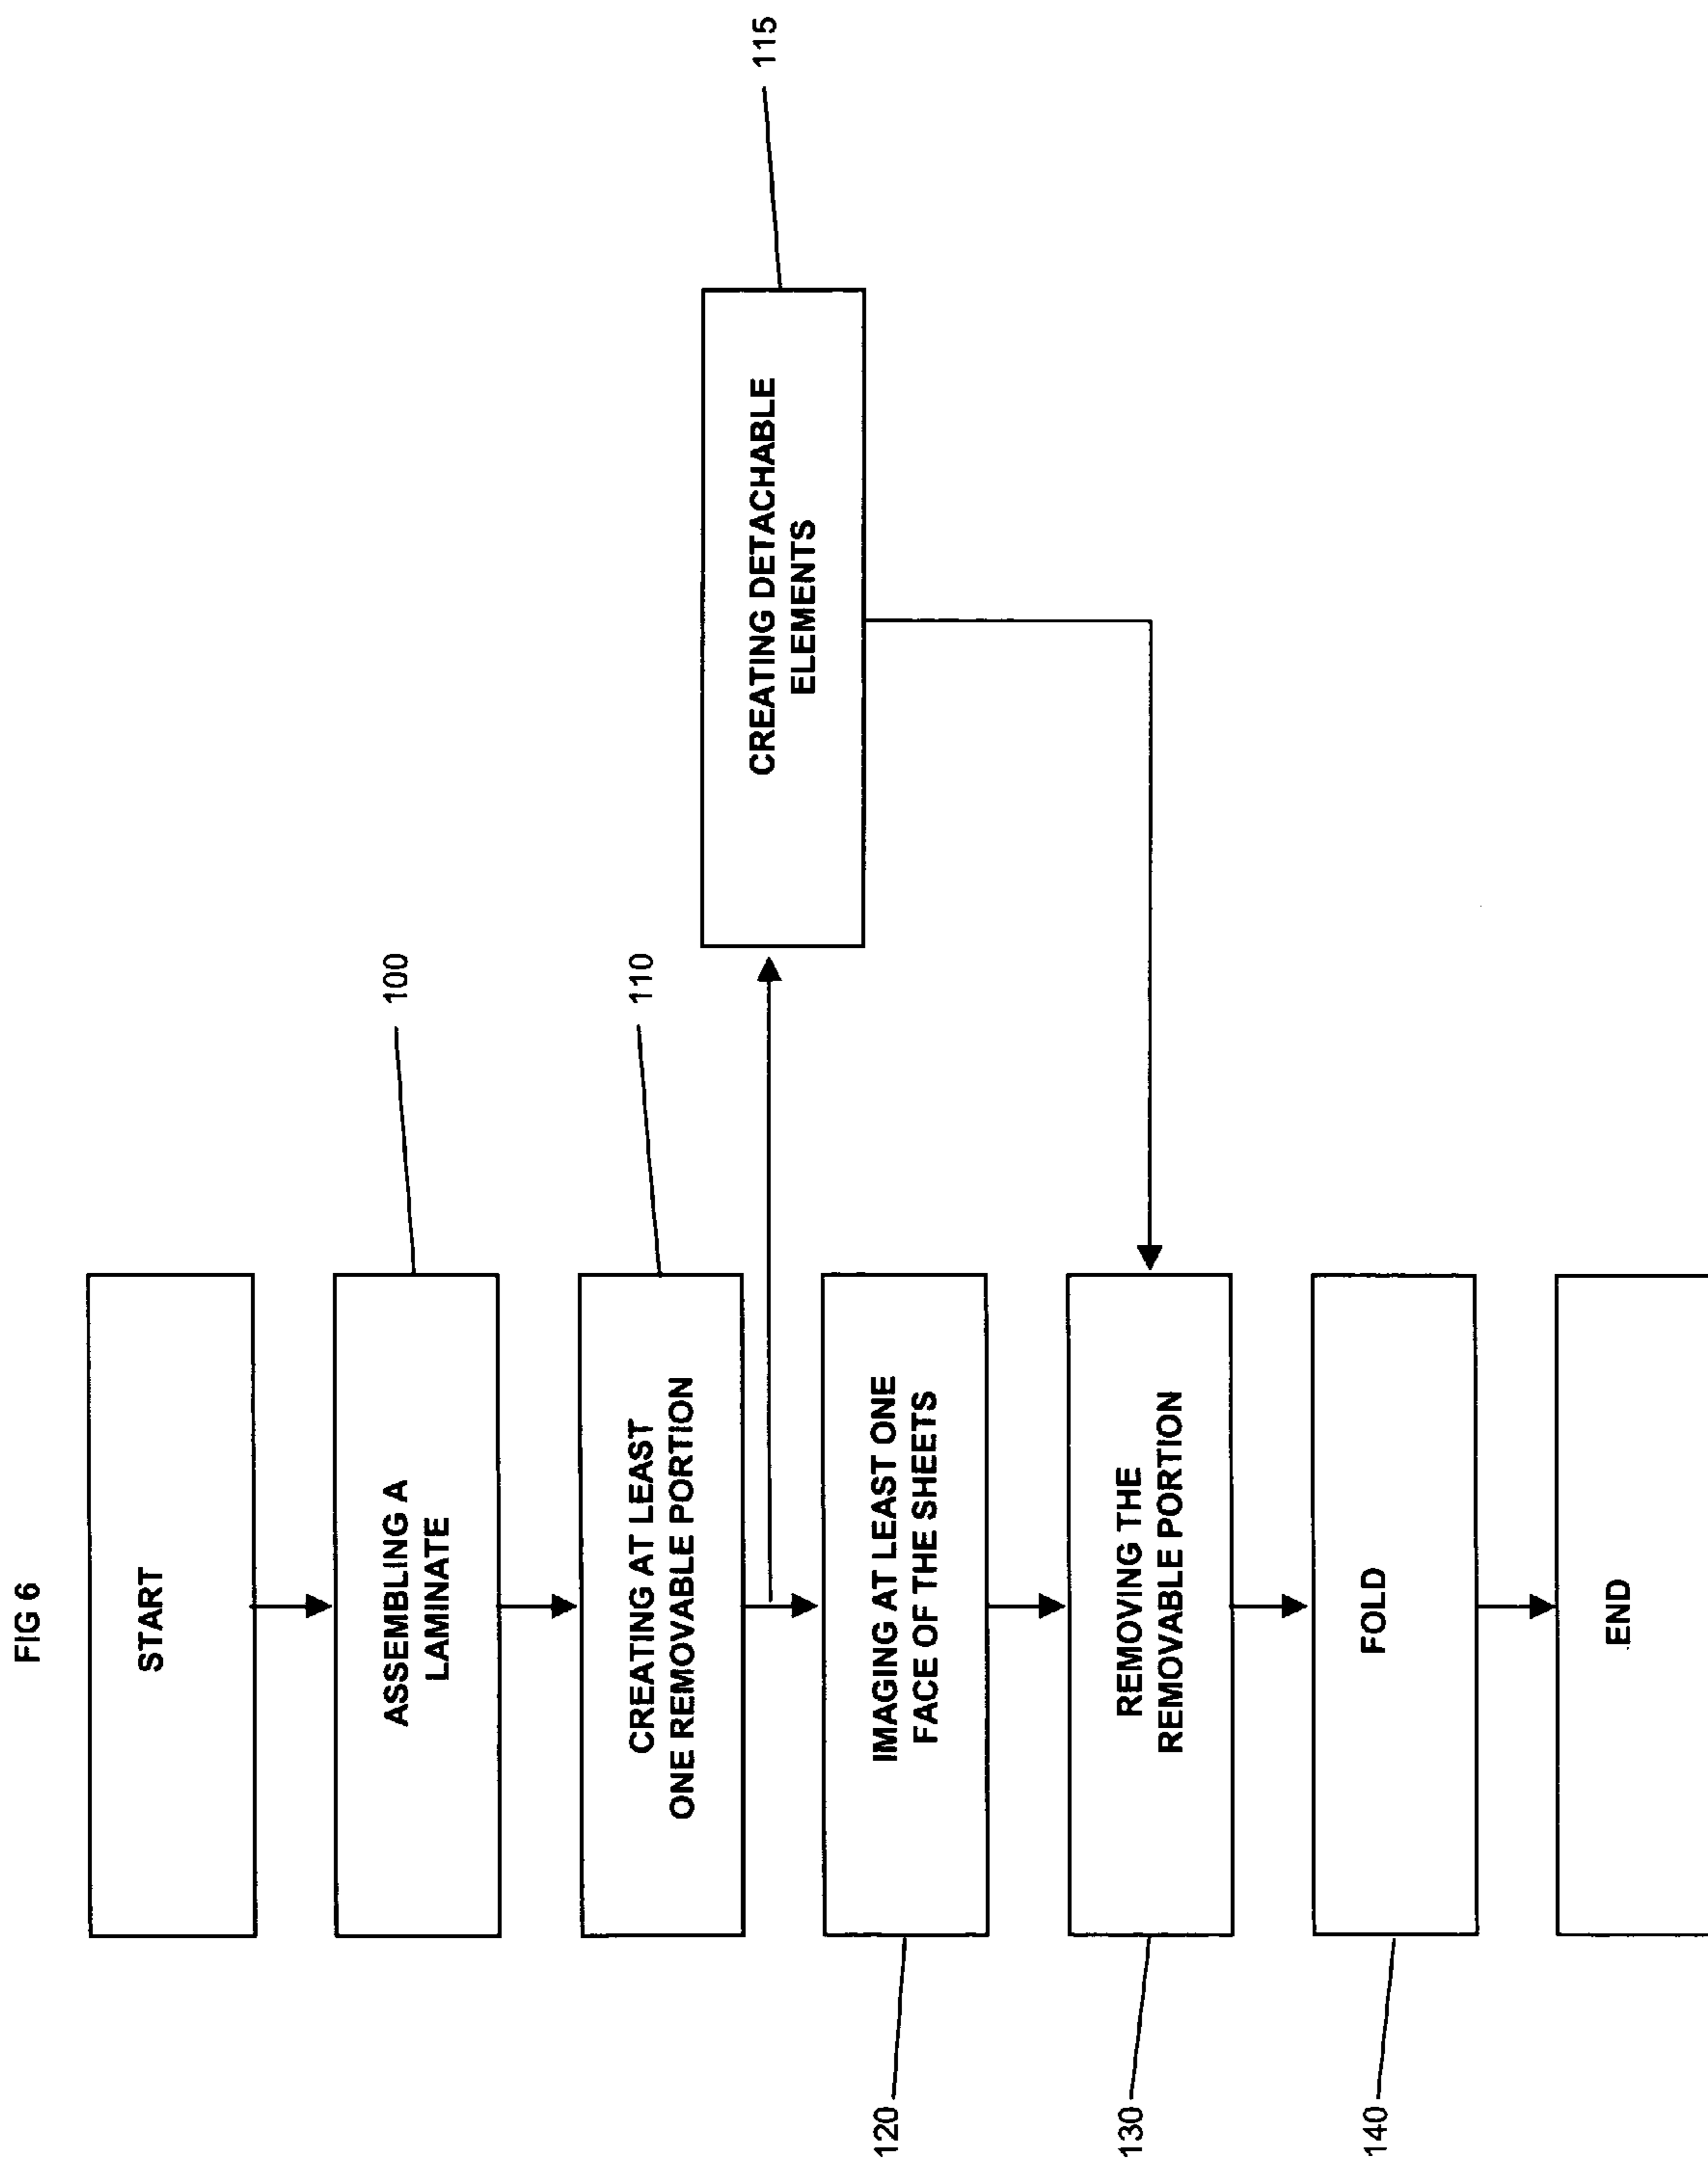 FIG 6
START
ASSEMBLING A
LAMINATE
100
CREATING AT LEAST
ONE REMOVABLE PORTION
110
CREATING DETACHABLE
ELEMENTS
115
IMAGING AT LEAST ONE
FACE OF THE SHEETS
120
REMOVING THE
REMOVABLE PORTION
130
FOLD
140
END